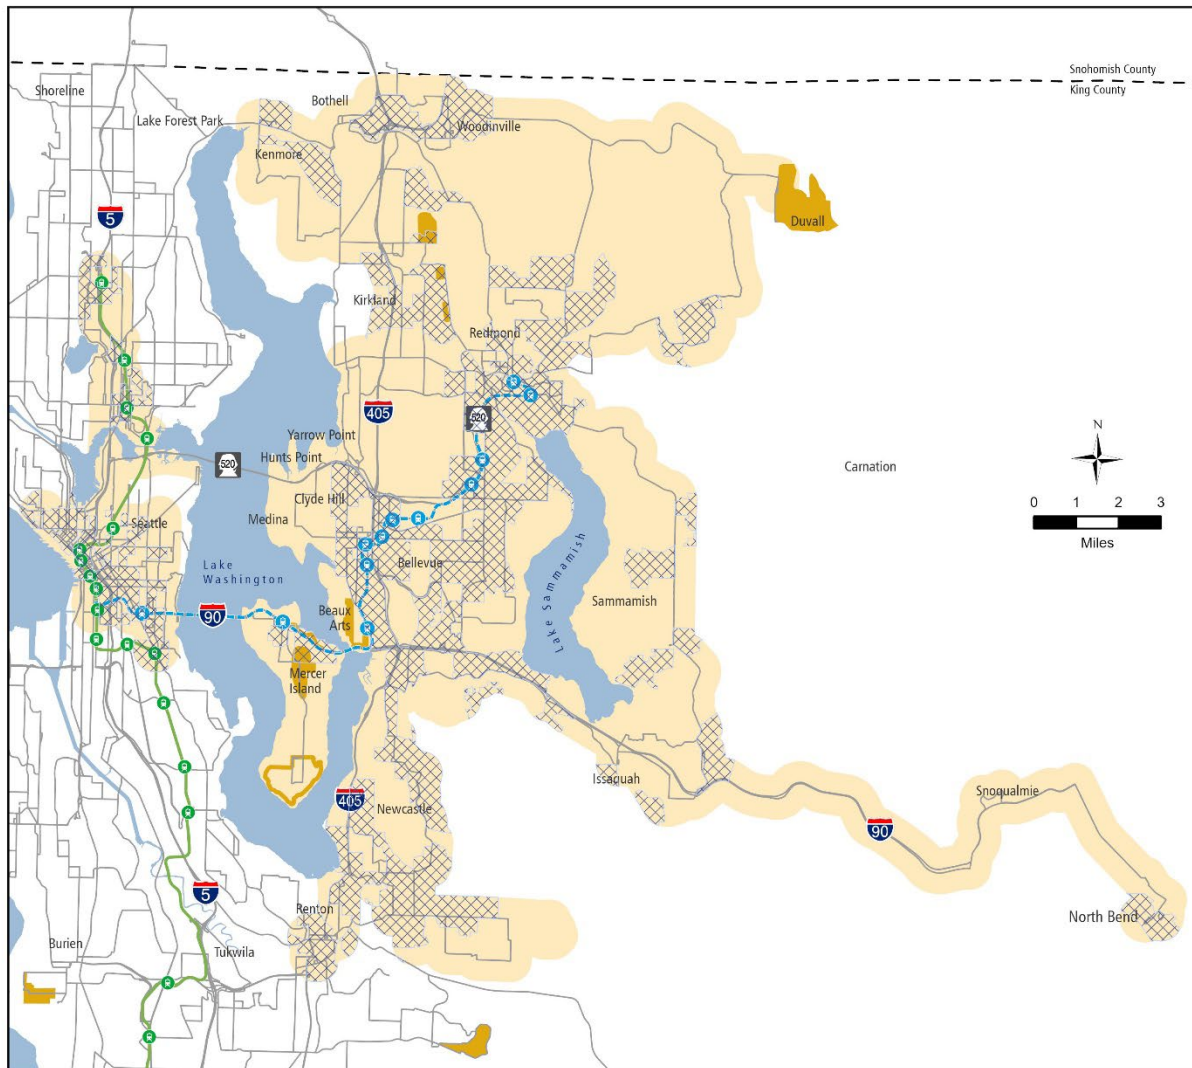 Snohomish County
King County
Shoreline
Bothell
Lake Forest Park
Woodinville
Kenmore
5
Duvall
Kirkland
Redmond
405
520
Yarrow Point
Hunts Point
520
N
Carnation
Clyde Hill
0 1 2 3
Miles
Medina
Seattle
Bellevue
Lake
Washington
Lake Sammamish
Sammamish
90
Beaux
Arts
Mercer
Island
Issaquah
Snoqualmie
405
Newcastle
90
5
Renton
North Bend
Burien
Tukwila